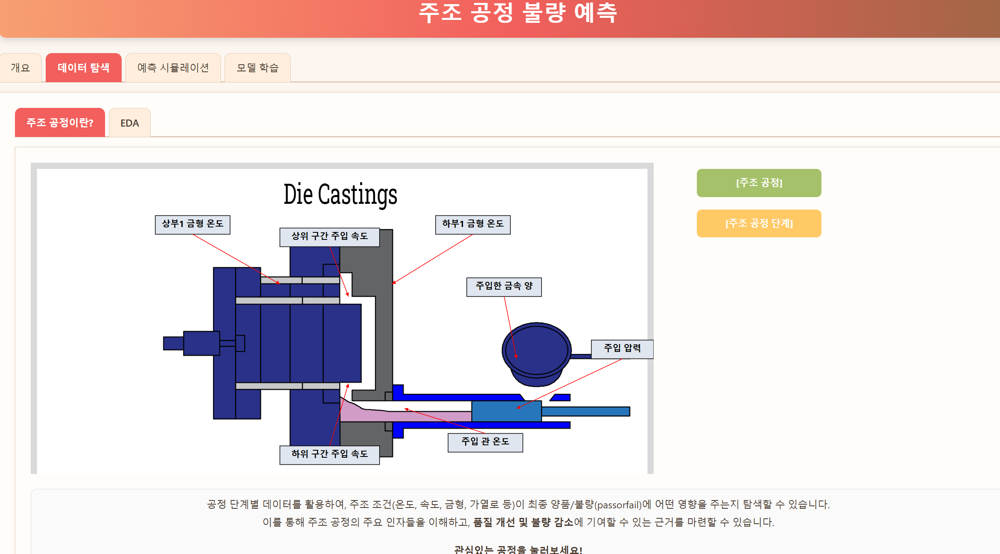 주조 공정 불량 예측
개요
데이터 탐색
예측 시뮬레이션
모델 학습
주조 공정이란?
EDA
Die Castings
[주조 공정]
[주조 공정 단계]
상부1 금형 온도
상위 구간 주입 속도
하부1 금형 온도
주입한 금속 양
주입 압력
주입 관 온도
하위 구간 주입 속도
공정 단계별 데이터를 활용하여, 주조 조건(온도, 속도, 금형, 가열로 등)이 최종 양품/불량(passorfail)에 어떤 영향을 주는지 탐색할 수 있습니다.
이를 통해 주조 공정의 주요 인자들을 이해하고, 품질 개선 및 불량 감소에 기여할 수 있는 근거를 마련할 수 있습니다.
관심있는 공정을 눌러보세요!